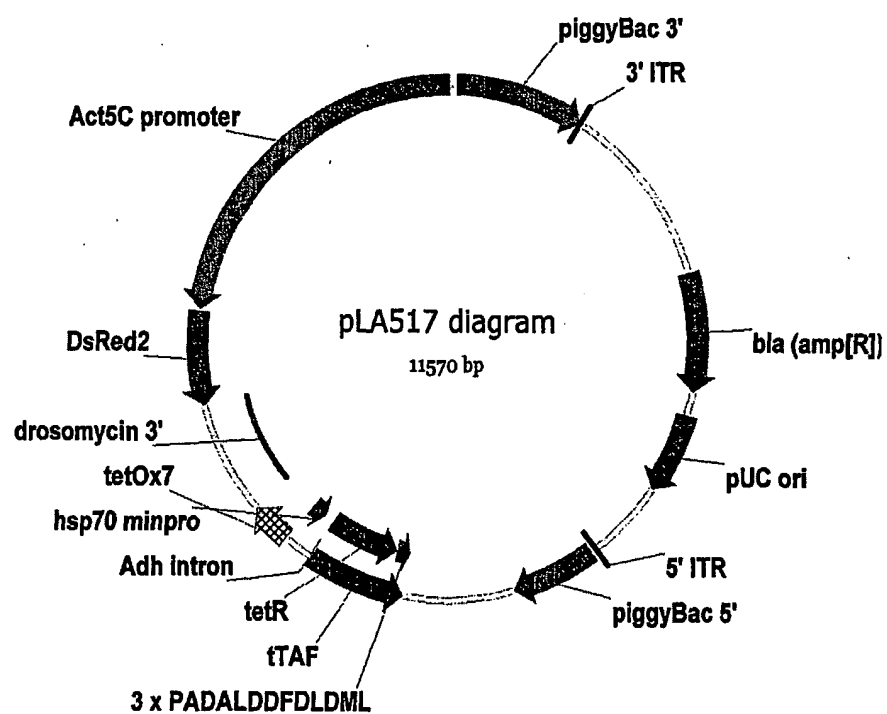 piggyBac 3'
3' ITR
Act5C promoter
pLA517 diagram
11570 bp
bla (amp[R])
DsRed2
drosomycin 3'
tetOx7
pUC ori
hsp70 minpro
Adh intron
5' ITR
tetR
piggyBac 5'
tTAF
3 x PADALDDFDLDML